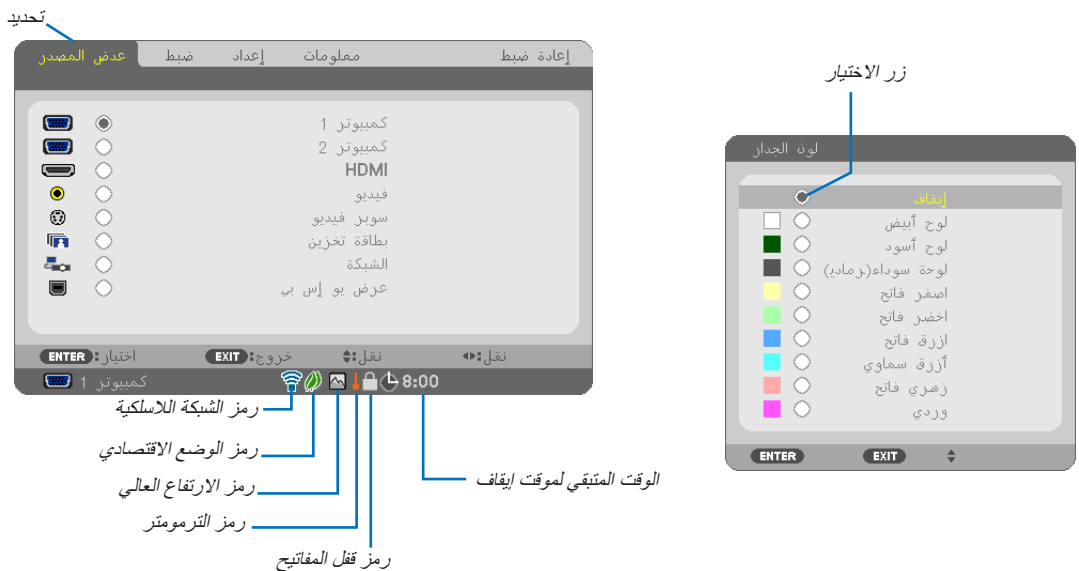 تحديد
عدض المصدر ضبط إعداد معلومات إعادة ضبط
كمبيوتر 1
كمبيوتر 2
HDMI
فيديو
سوبر فيديو
بطاقة تخزين
الشبكة
عرض يو إس بي
ENTER :اختيار EXIT :خروج نقل: نقل:
كمبيوتر 1 8:00
رمز الشبكة اللاسلكية
رمز الوضع الاقتصادي
رمز الارتفاع العالي
رمز الترمومتر
رمز قفل المفاتيح
الوقت المتبقي لموقت إيقاف
زر الاختيار
لون الجدار
إيقاف
لوح أبيض
لوح أسود
لوحة سوداء(رمادي)
اصفر فاتح
اخضر فاتح
ازرق فاتح
أزرق سماوي
زهري فاتح
وردي
ENTER EXIT